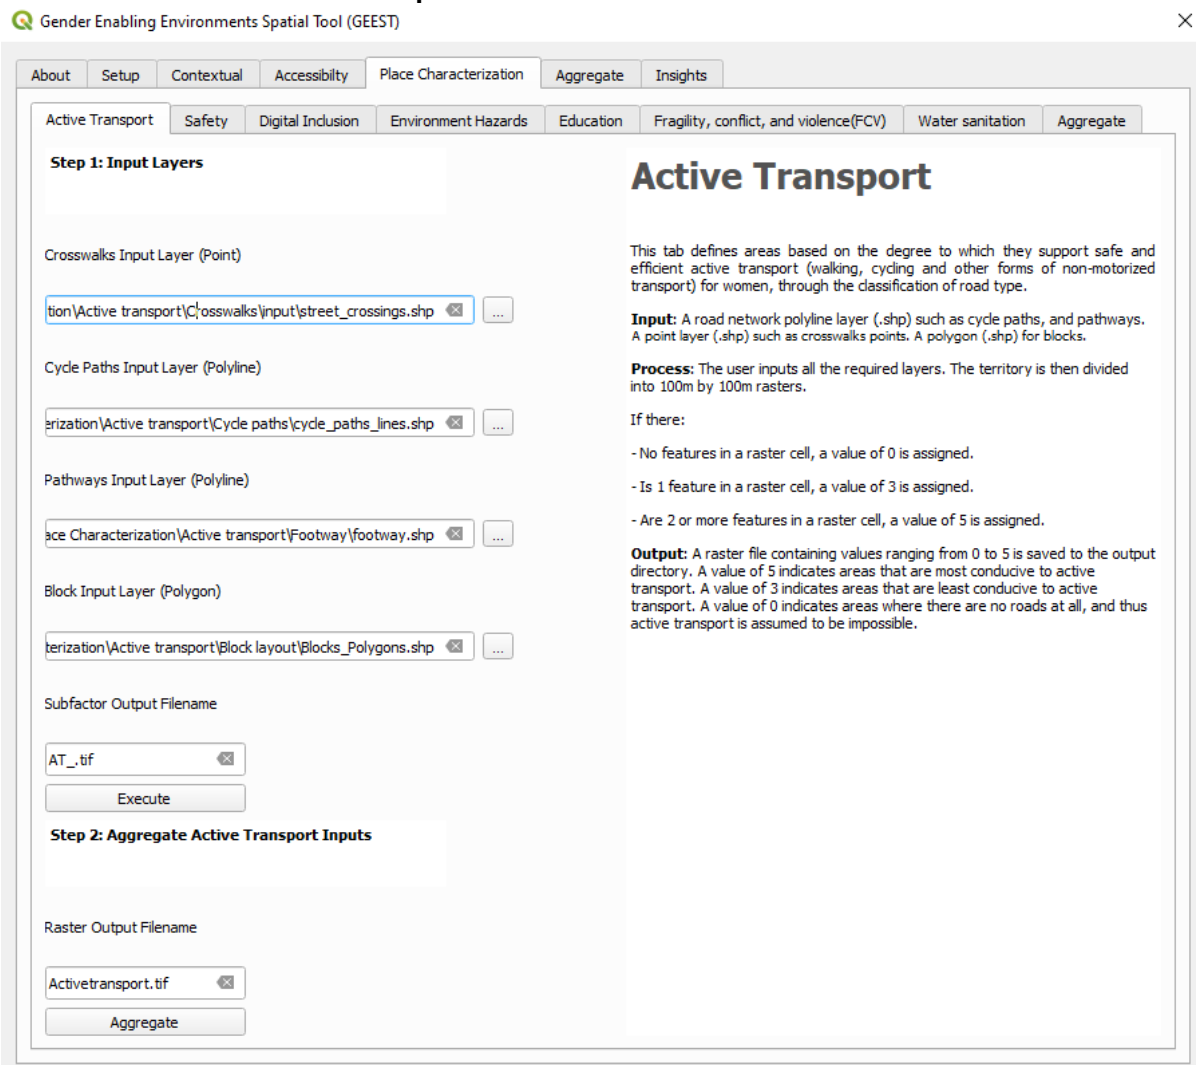 Gender Enabling Environments Spatial Tool (GEEST)
About Setup Contextual Accessibilty Place Characterization Aggregate Insights
Active Transport Safety Digital Inclusion Environment Hazards Education Fragility, conflict, and violence(FCV) Water sanitation Aggregate
Step 1: Input Layers
Crosswalks Input Layer (Point)
tion\Active transport\Crosswalks\input\street_crossings.shp ...
Cycle Paths Input Layer (Polyline)
erization\Active transport\Cycle paths\cycle_paths_lines.shp ...
Pathways Input Layer (Polyline)
ace Characterization\Active transport\Footway\footway.shp ...
Block Input Layer (Polygon)
terization\Active transport\Block layout\Blocks_Polygons.shp ...
Subfactor Output Filename
AT_.tif
Execute
Step 2: Aggregate Active Transport Inputs
Raster Output Filename
Activetransport.tif
Aggregate
Active Transport
This tab defines areas based on the degree to which they support safe and
efficient active transport (walking, cycling and other forms of non-motorized
transport) for women, through the classification of road type.
Input: A road network polyline layer (.shp) such as cycle paths, and pathways.
A point layer (.shp) such as crosswalks points. A polygon (.shp) for blocks.
Process: The user inputs all the required layers. The territory is then divided
into 100m by 100m rasters.
If there:
- No features in a raster cell, a value of 0 is assigned.
- Is 1 feature in a raster cell, a value of 3 is assigned.
- Are 2 or more features in a raster cell, a value of 5 is assigned.
Output: A raster file containing values ranging from 0 to 5 is saved to the output
directory. A value of 5 indicates areas that are most conducive to active
transport. A value of 3 indicates areas that are least conducive to active
transport. A value of 0 indicates areas where there are no roads at all, and thus
active transport is assumed to be impossible.